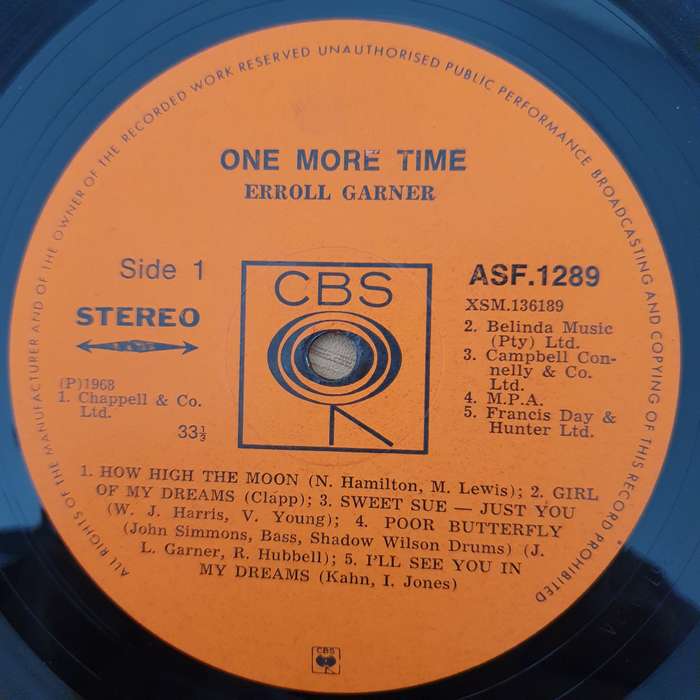 ALL RIGHTS OF THE MANUFACTURER AND OF THE OWNER OF THE RECORDED WORK RESERVED UNAUTHORISED PUBLIC PERFORMANCE BROADCASTING AND COPYING OF THIS RECORD PROHIBITED
ONE MORE TIME
ERROLL GARNER
Side 1
STEREO
(P)1968
1. Chappell & Co.
Ltd.
33⅓
CBS
ASF.1289
XSM.136189
2. Belinda Music
(Pty) Ltd.
3. Campbell Con-
nelly & Co.
Ltd.
4. M.P.A.
5. Francis Day &
Hunter Ltd.
1. HOW HIGH THE MOON (N. Hamilton, M. Lewis); 2. GIRL
OF MY DREAMS (Clapp); 3. SWEET SUE — JUST YOU
(W. J. Harris, V. Young); 4. POOR BUTTERFLY
(John Simmons, Bass, Shadow Wilson Drums) (J.
L. Garner, R. Hubbell); 5. I'LL SEE YOU IN
MY DREAMS (Kahn, I. Jones)
CBS